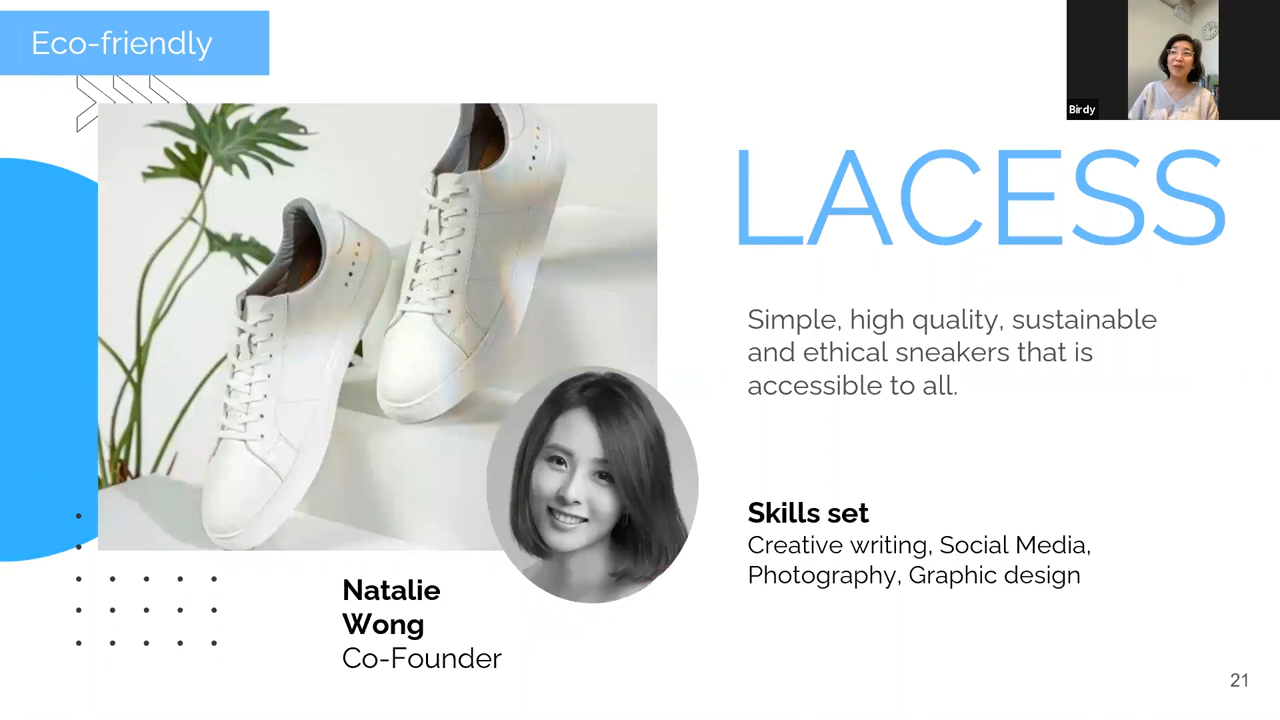 Eco-friendly
Birdy
LACESS
Simple, high quality, sustainable
and ethical sneakers that is
accessible to all.
Skills set
Creative writing, Social Media,
Photography, Graphic design
Natalie
Wong
Co-Founder
21